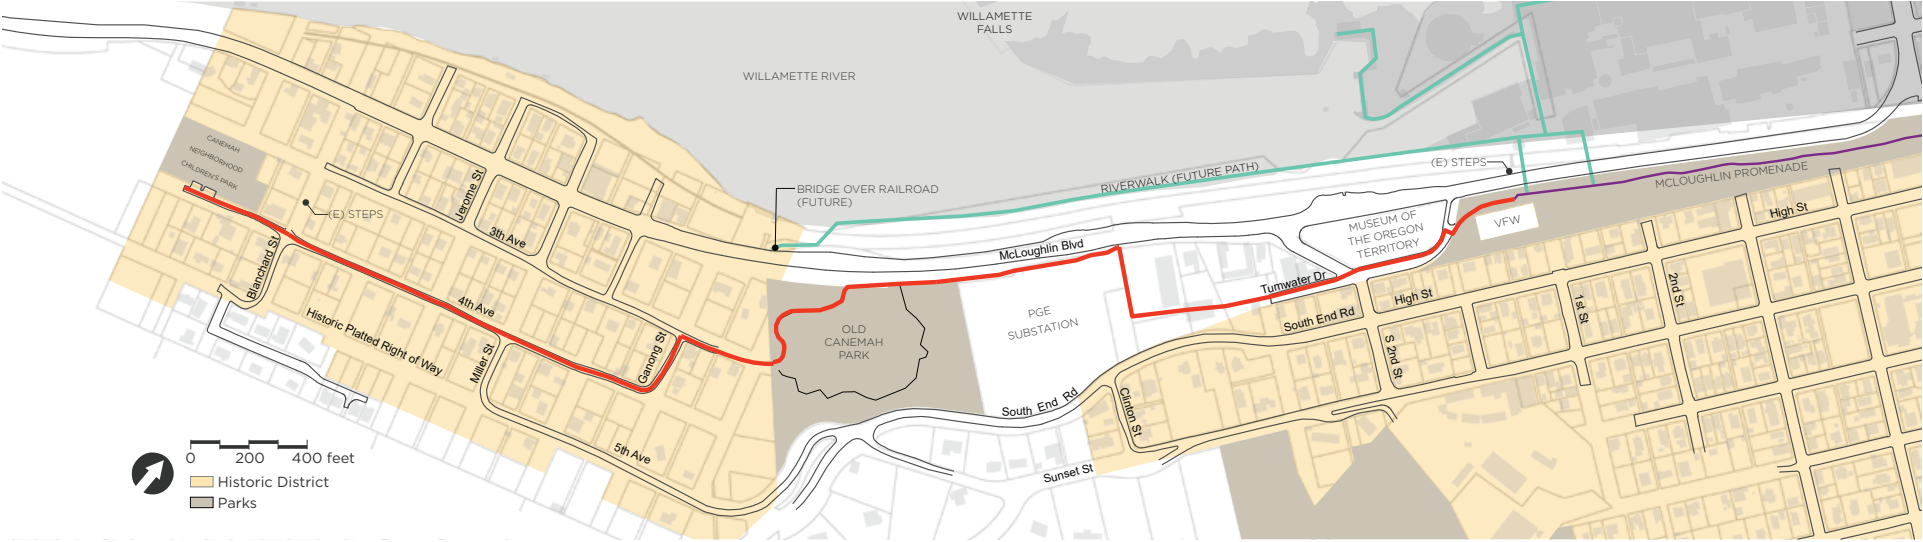 WILLAMETTE
FALLS
WILLAMETTE RIVER
CANEMAH
NEIGHBORHOOD
CHILDREN'S PARK
(E) STEPS
(E) STEPS
BRIDGE OVER RAILROAD
(FUTURE)
RIVERWALK (FUTURE PATH)
MCLOUGHLIN PROMENADE
Jerome St
3th Ave
McLoughlin Blvd
MUSEUM OF
THE OREGON
TERRITORY
VFW
High St
Blanchard St
4th Ave
Historic Platted Right of Way
Miller St
Ganong St
OLD
CANEMAH
PARK
PGE
SUBSTATION
Tumwater Dr
High St
South End Rd
1st St
2nd St
S 2nd St
South End Rd
Clinton St
Sunset St
5th Ave
0 200 400 feet
Historic District
Parks